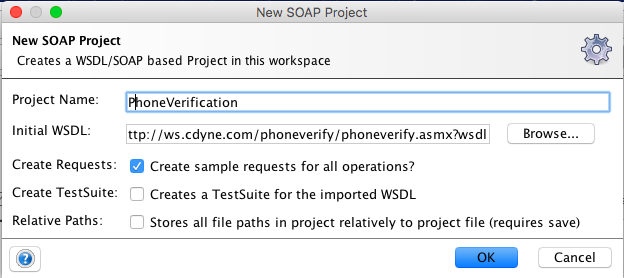 New SOAP Project
New SOAP Project
Creates a WSDL/SOAP based Project in this workspace
Project Name: PhoneVerification
Initial WSDL: ttp://ws.cdyne.com/phoneverify/phoneverify.asmx?wsdl Browse...
Create Requests: Create sample requests for all operations?
Create TestSuite: Creates a TestSuite for the imported WSDL
Relative Paths: Stores all file paths in project relatively to project file (requires save)
? OK Cancel